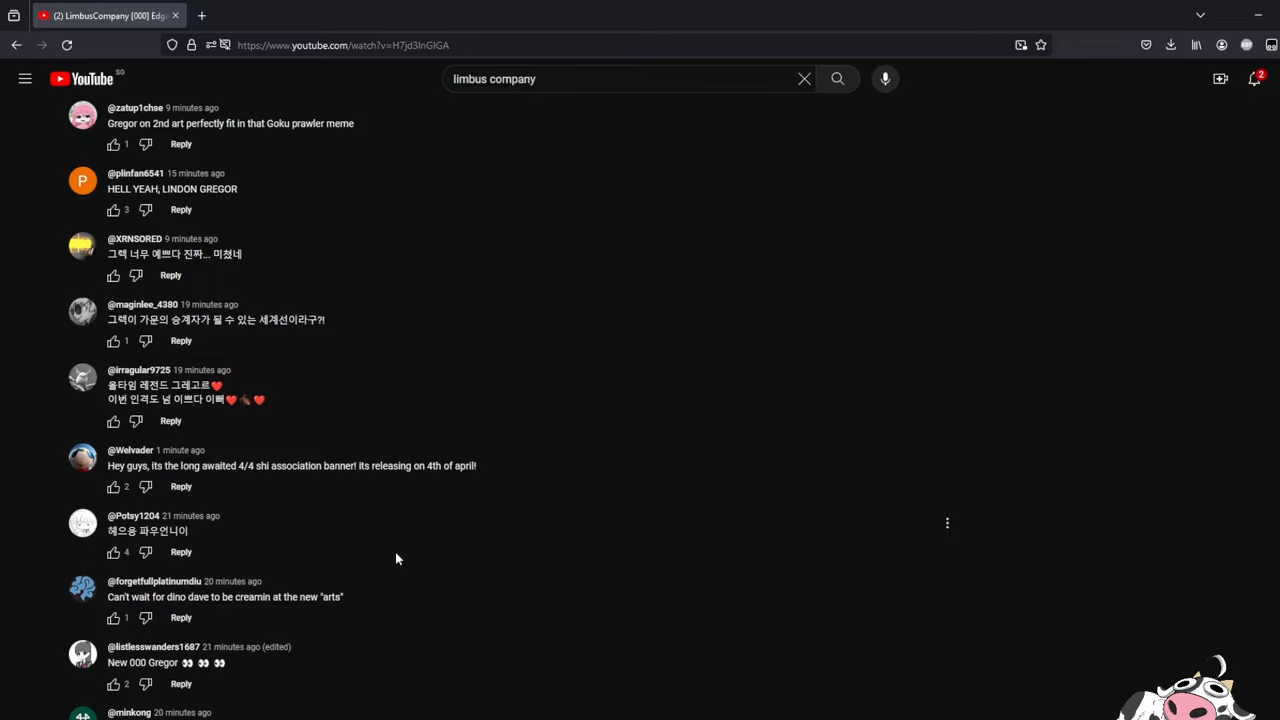 (2) LimbusCompany [000] Edga
https://www.youtube.com/watch?v=H7jd3InGIGA
YouTube SG
limbus company
2
@zatup1chse 9 minutes ago
Gregor on 2nd art perfectly fit in that Goku prawler meme
1 Reply
@plinfan6541 15 minutes ago
P
HELL YEAH, LINDON GREGOR
3 Reply
@XRNSORED 9 minutes ago
그렉 너무 예쁘다 진짜... 미쳤네
Reply
@maginlee_4380 19 minutes ago
그렉이 가문의 승계자가 될 수 있는 세계선이라구?!
1 Reply
@irragular9725 19 minutes ago
올타임 레전드 그레고르❤️
이번 인격도 넘 이쁘다 이뻐❤️🪳❤️
Reply
@Welvader 1 minute ago
Hey guys, its the long awaited 4/4 shi association banner! its releasing on 4th of april!
2 Reply
@Potsy1204 21 minutes ago
헤으응 파우언니이
4 Reply
@forgetfullplatinumdiu 20 minutes ago
Can't wait for dino dave to be creamin at the new "arts"
1 Reply
@listlesswanders1687 21 minutes ago (edited)
New 000 Gregor 👀 👀 👀
2 Reply
@minkong 20 minutes ago